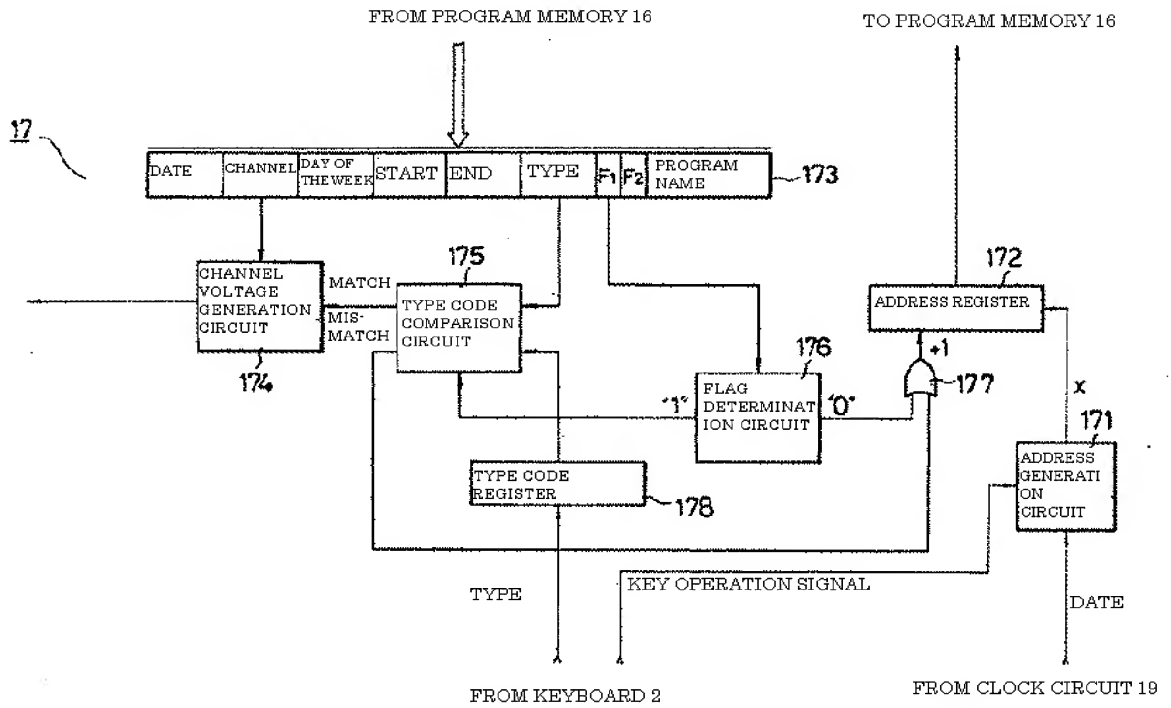 FROM PROGRAM MEMORY 16
TO PROGRAM MEMORY 16
17
DATE
CHANNEL
DAY OF
THE WEEK
START
END
TYPE
F1
F2
PROGRAM
NAME
173
CHANNEL
VOLTAGE
GENERATION
CIRCUIT
174
MATCH
MIS-
MATCH
175
TYPE CODE
COMPARISON
CIRCUIT
172
ADDRESS REGISTER
+1
177
176
"1"
FLAG
DETERMINAT
ION CIRCUIT
"0"
X
171
ADDRESS
GENERATI
ON
CIRCUIT
TYPE CODE
REGISTER
178
TYPE
KEY OPERATION SIGNAL
DATE
FROM KEYBOARD 2
FROM CLOCK CIRCUIT 19